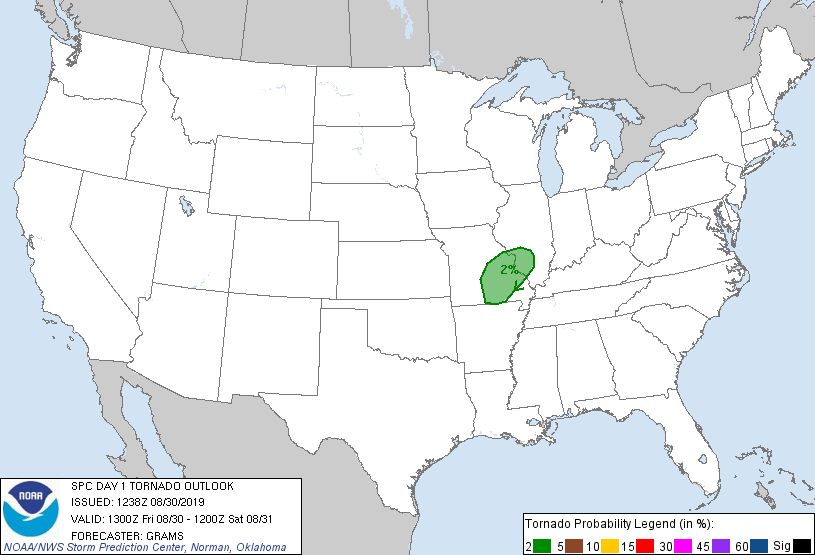 2%
NOAA
SPC DAY 1 TORNADO OUTLOOK
ISSUED: 1238Z 08/30/2019
VALID: 1300Z Fri 08/30 - 1200Z Sat 08/31
FORECASTER: GRAMS
NOAA/NWS Storm Prediction Center, Norman, Oklahoma
Tornado Probability Legend (in %):
2 5 10 15 30 45 60 Sig